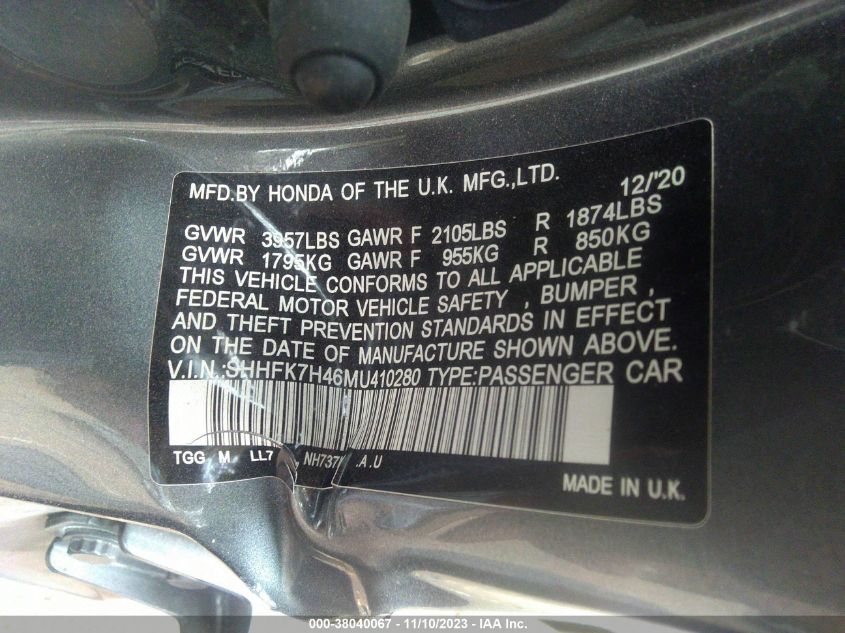 MFD.BY HONDA OF THE U.K. MFG.,LTD. 12/'20
GVWR 3957LBS GAWR F 2105LBS R 1874LBS
GVWR 1795KG GAWR F 955KG R 850KG
THIS VEHICLE CONFORMS TO ALL APPLICABLE
FEDERAL MOTOR VEHICLE SAFETY , BUMPER ,
AND THEFT PREVENTION STANDARDS IN EFFECT
ON THE DATE OF MANUFACTURE SHOWN ABOVE.
V.I.N.:SHHFK7H46MU410280 TYPE:PASSENGER CAR
TGG M LL7 .A.U
MADE IN U.K.
000-38040067 - 11/10/2023 - IAA Inc.